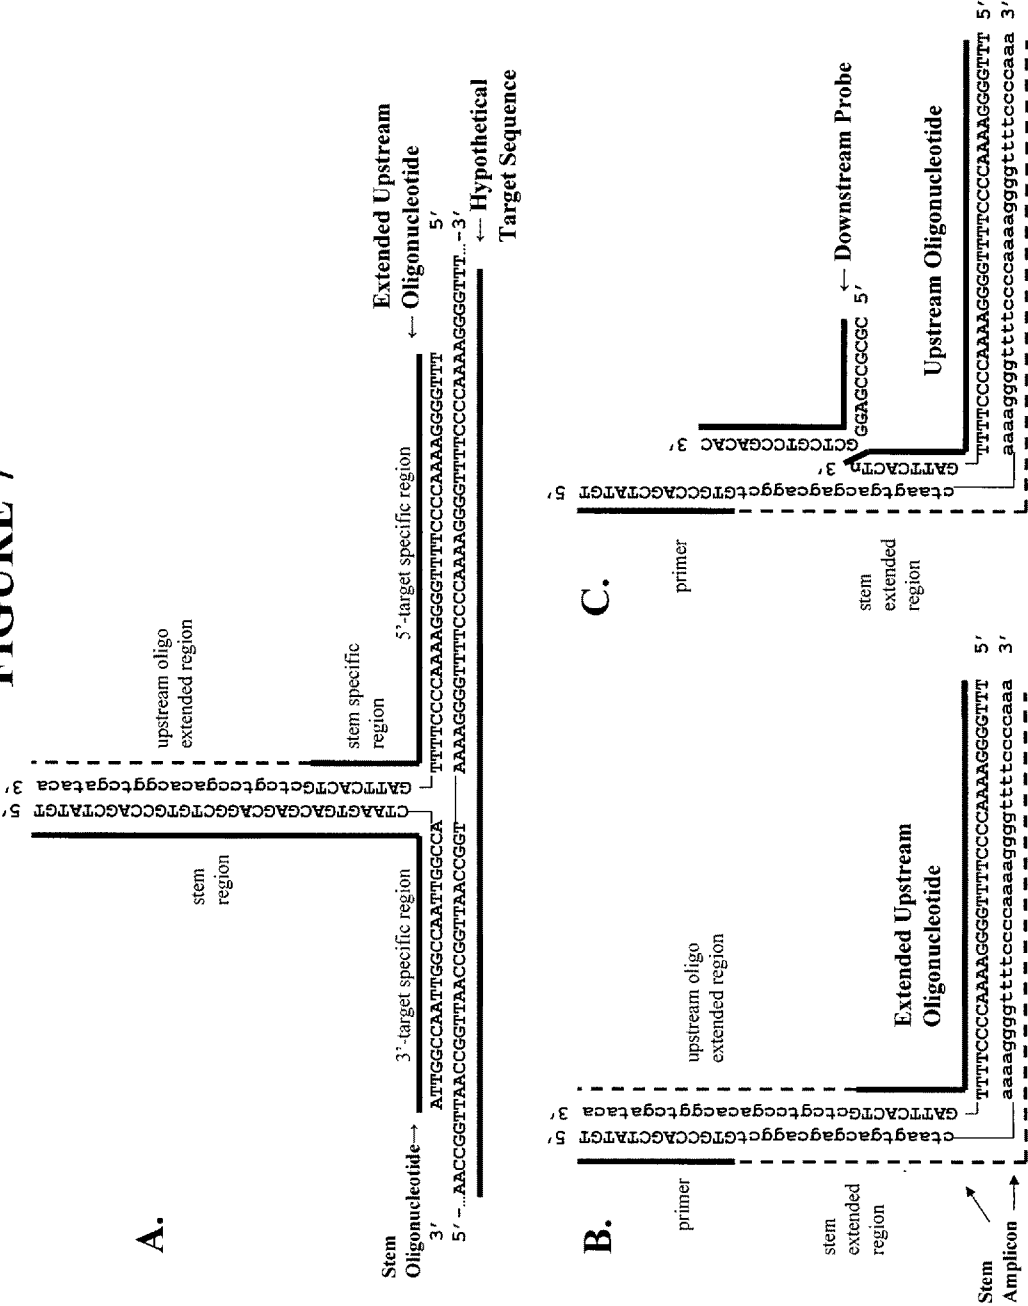 FIGURE 7
A.
stem
region
upstream oligo
extended region
stem specific
region
CTAAGTGACGAGCAGGCTGTGCCAGCTATGT 5′
GATTCACTGctcgtccgacacggtcgataca 3′
Stem
Oligonucleotide→
3′-target specific region
5′-target specific region
Extended Upstream
← Oligonucleotide
3′ ATTGGCCAATTGGCCAATTGGCCA TTTTCCCCAAAAGGGGTTTTCCCCAAAAGGGGTTT 5′
5′-…AACCGGTTAACCGGTTAACCGGTTAACCGGT AAAAGGGGTTTTCCCCAAAAGGGGTTTTCCCCAAAAGGGGTTT…-3′
← Hypothetical
Target Sequence
B.
primer
stem
extended
region
upstream oligo
extended region
ctaagtgacgagcaggctGTGCCAGCTATGT 5′
GATTCACTGctcgtccgacacggtcgataca 3′
Extended Upstream
Oligonucleotide
TTTTCCCCAAAAGGGGTTTTCCCCAAAAGGGGTTT 5′
aaaaggggttttccccaaaaggggttttccccaaa 3′
Stem
Amplicon
C.
primer
stem
extended
region
ctaagtgacgagcaggctGTGCCAGCTATGT 5′
GATTCACTn 3′
GCTCGTCCGACAC 3′
GGAGCCGCGC 5′
← Downstream Probe
Upstream Oligonucleotide
TTTTCCCCAAAAGGGGTTTTCCCCAAAAGGGGTTT 5′
aaaaggggttttccccaaaaggggttttccccaaa 3′